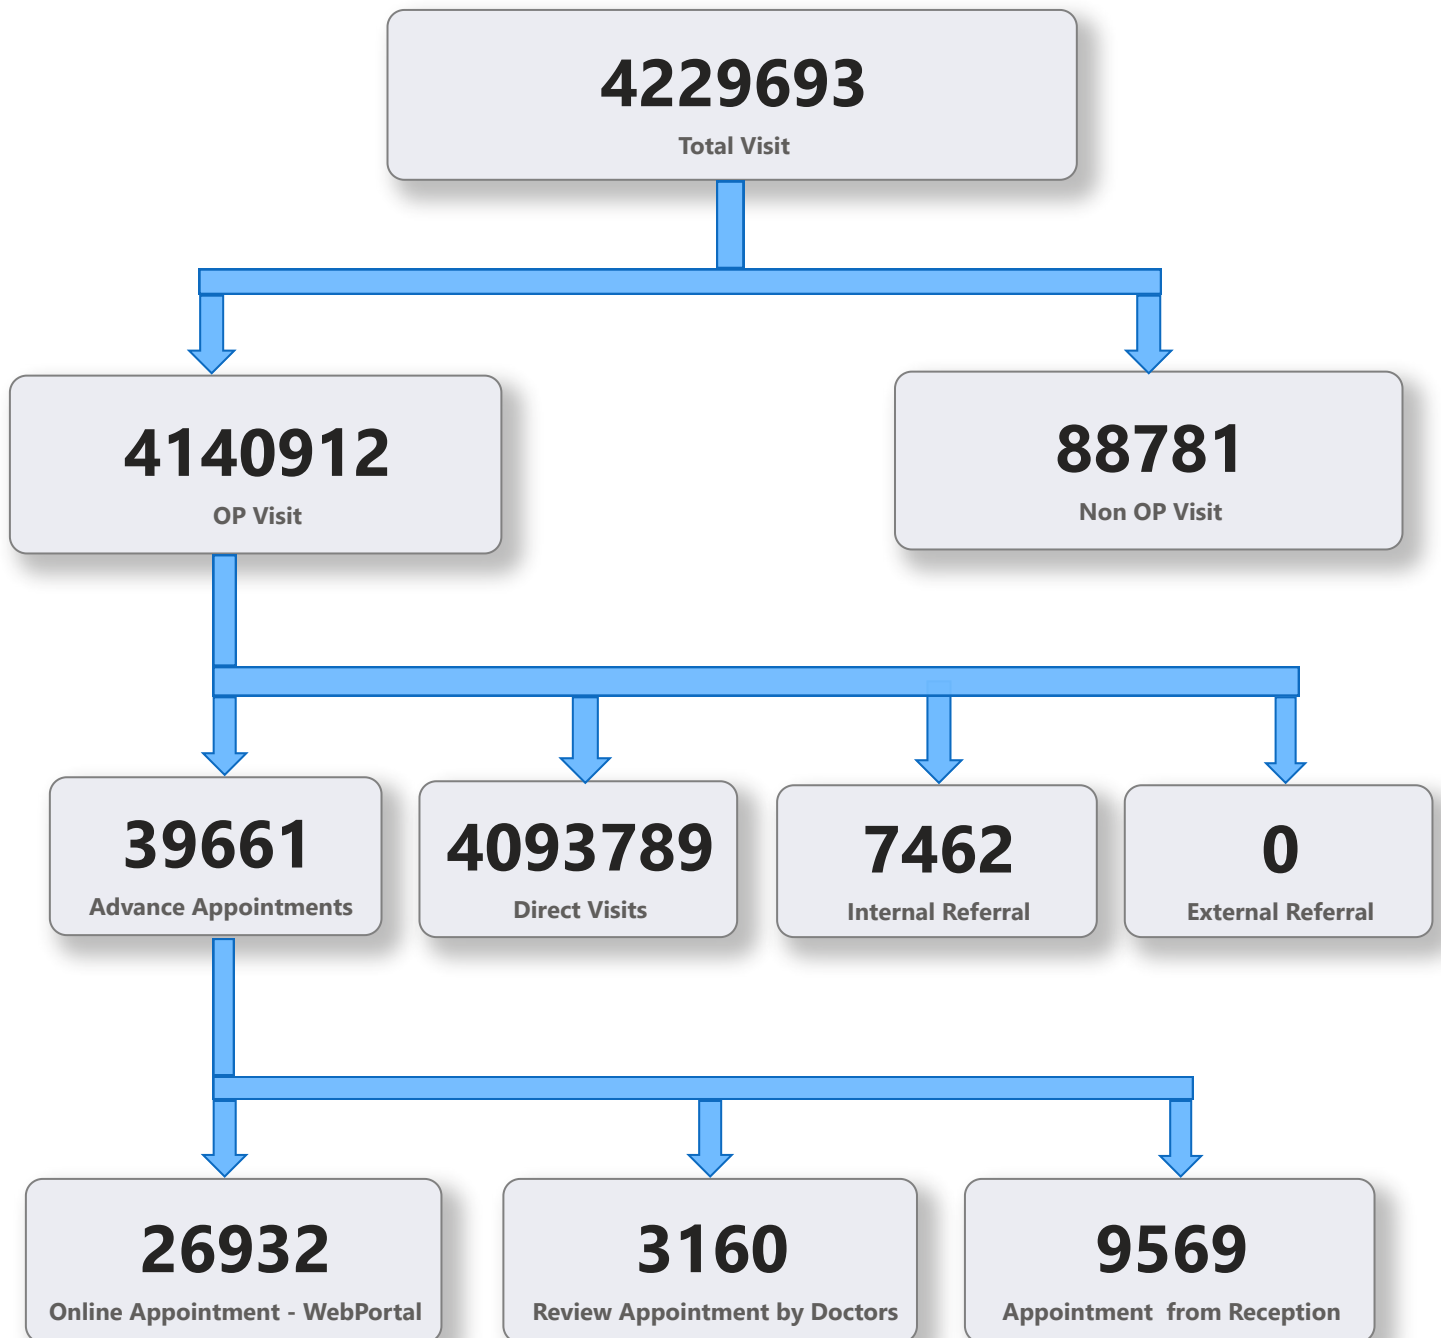 4229693
Total Visit
4140912
OP Visit
88781
Non OP Visit
39661
Advance Appointments
4093789
Direct Visits
7462
Internal Referral
0
External Referral
26932
Online Appointment - WebPortal
3160
Review Appointment by Doctors
9569
Appointment  from Reception